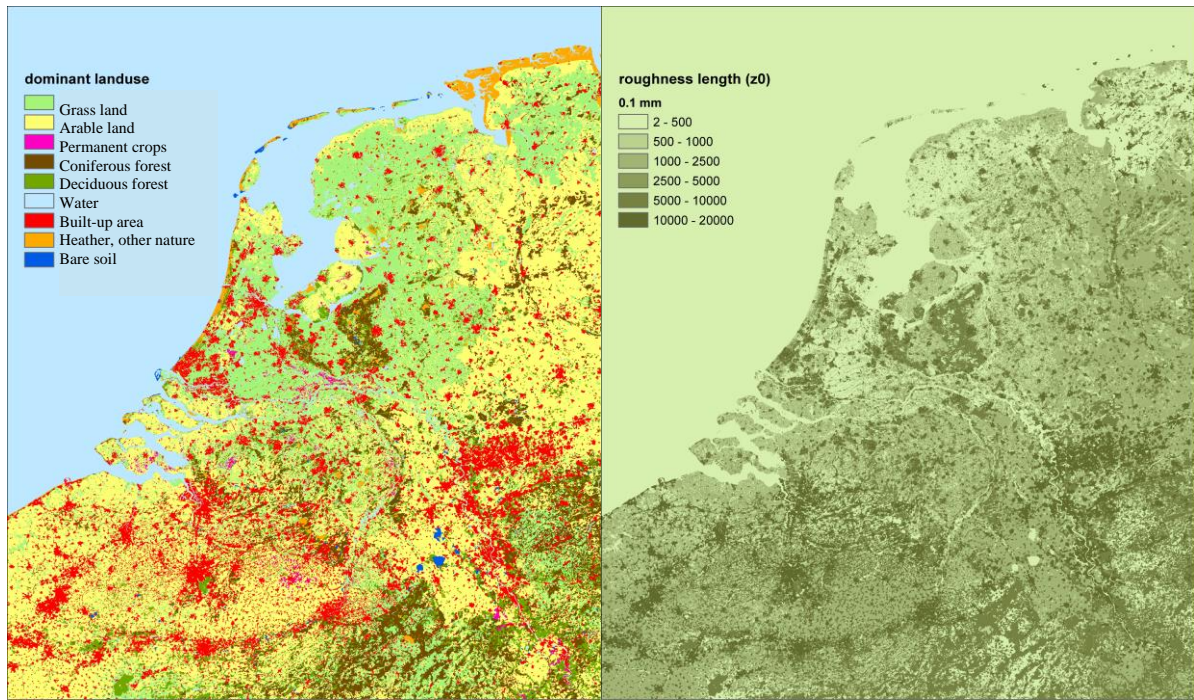 dominant landuse
Grass land
Arable land
Permanent crops
Coniferous forest
Deciduous forest
Water
Built-up area
Heather, other nature
Bare soil
roughness length (z0)
0.1 mm
2 - 500
500 - 1000
1000 - 2500
2500 - 5000
5000 - 10000
10000 - 20000